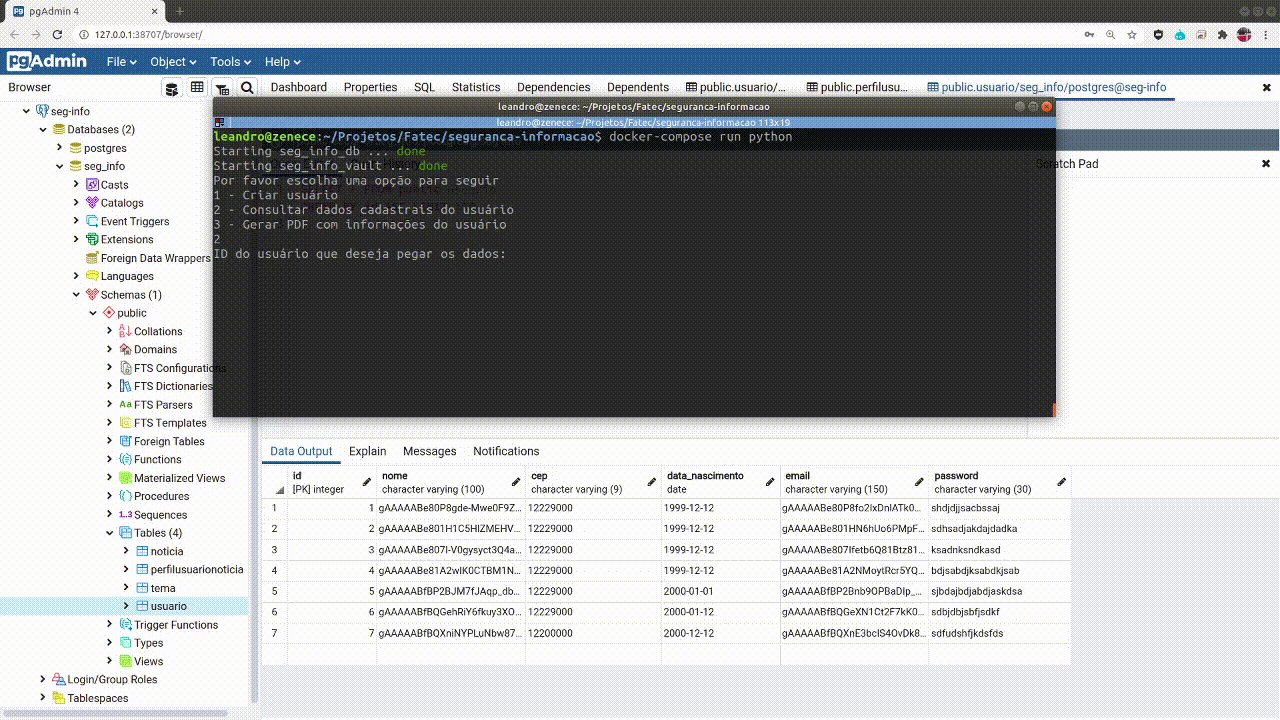 pgAdmin 4
127.0.0.1:38707/browser/
pgAdmin File Object Tools Help
Browser
Dashboard Properties SQL Statistics Dependencies Dependents public.usuario/... public.perfilusu... public.usuario/seg_info/postgres@seg-info
seg-info
Databases (2)
postgres
seg_info
Casts
Catalogs
Event Triggers
Extensions
Foreign Data Wrappers
Languages
Schemas (1)
public
Collations
Domains
FTS Configurations
FTS Dictionaries
FTS Parsers
FTS Templates
Foreign Tables
Functions
Materialized Views
Procedures
Sequences
Tables (4)
noticia
perfilusuarionoticia
tema
usuario
Trigger Functions
Types
Views
Login/Group Roles
Tablespaces
leandro@zenece: ~/Projetos/Fatec/seguranca-informacao
leandro@zenece: ~/Projetos/Fatec/seguranca-informacao 113x19
leandro@zenece:~/Projetos/Fatec/seguranca-informacao$ docker-compose run python
Starting seg_info_db ... done
Starting seg_info_vault ... done
Por favor escolha uma opção para seguir
1 - Criar usuário
2 - Consultar dados cadastrais do usuário
3 - Gerar PDF com informações do usuário
2
ID do usuário que deseja pegar os dados:
Scratch Pad
Data Output Explain Messages Notifications
id nome cep data_nascimento email password
[PK] integer character varying (100) character varying (9) date character varying (150) character varying (30)
1 1 gAAAAABe80P8gde-Mwe0F9Z... 12229000 1999-12-12 gAAAAABe80P8fo2IxDnIATk0... shdjdjjsacbssaj
2 2 gAAAAABe801H1C5HIZMEHV... 12229000 1999-12-12 gAAAAABe801HN6hUo6PMpF... sdhsadjakdajdadka
3 3 gAAAAABe807I-V0gysyct3Q4a... 12229000 1999-12-12 gAAAAABe807Ifetb6Q81Btz81... ksadnksndkasd
4 4 gAAAAABe81A2wIK0CTBM1N... 12229000 1999-12-12 gAAAAABe81A2NMoytRcr5YQ... bdjsabdjksabdkjsab
5 5 gAAAAABfBP2BJM7fJAqp_db... 12229000 2000-01-01 gAAAAABfBP2Bnb9OPBaDIp_... sjbdajbdjabdjaskdsa
6 6 gAAAAABfBQGehRiY6fkuy3XO... 12229000 2000-01-12 gAAAAABfBQGeXN1Ct2F7kK0... sdbjdbjsbfjsdkf
7 7 gAAAAABfBQXniNYPLuNbw87... 12200000 2000-12-12 gAAAAABfBQXnE3bcIS4OvDk8... sdfudshfjkdsfds